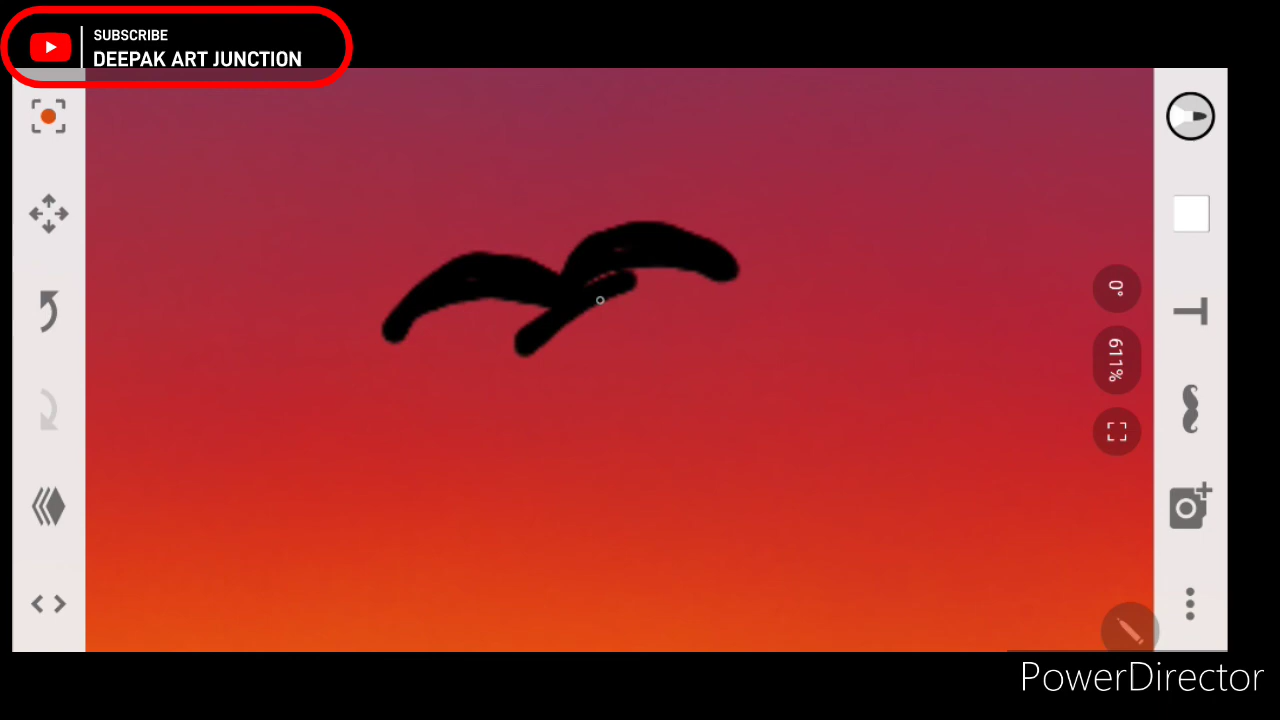 SUBSCRIBE
DEEPAK ART JUNCTION
0°
611%
T
PowerDirector